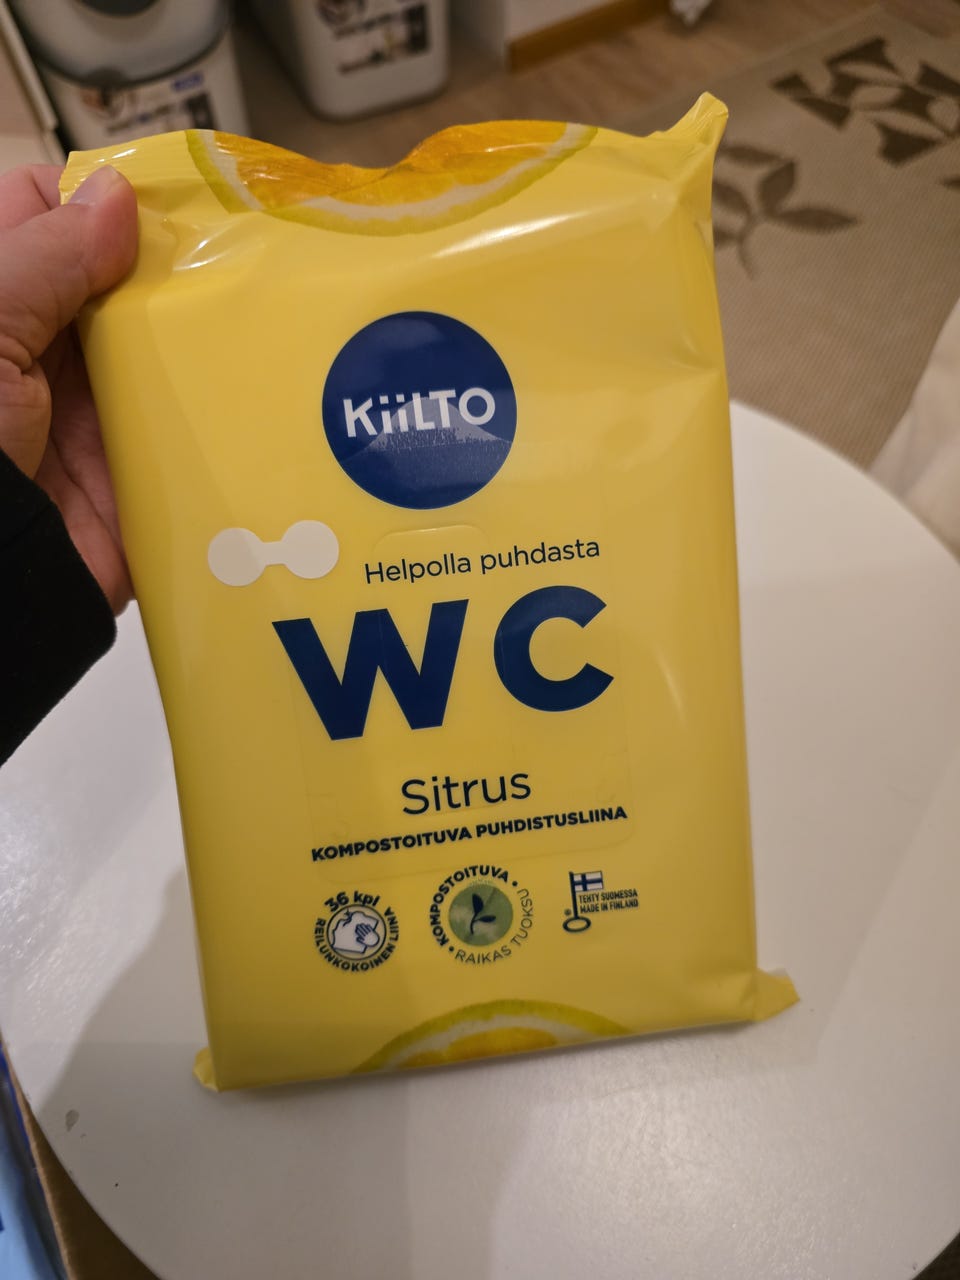 KiiLTO
Helpolla puhdasta
WC
Sitrus
KOMPOSTOITUVA PUHDISTUSLIINA
36 kpl
REILUNKOKOINEN LIINA
• KOMPOSTOITUVA •
RAIKAS TUOKSU
TEHTY SUOMESSA
MADE IN FINLAND